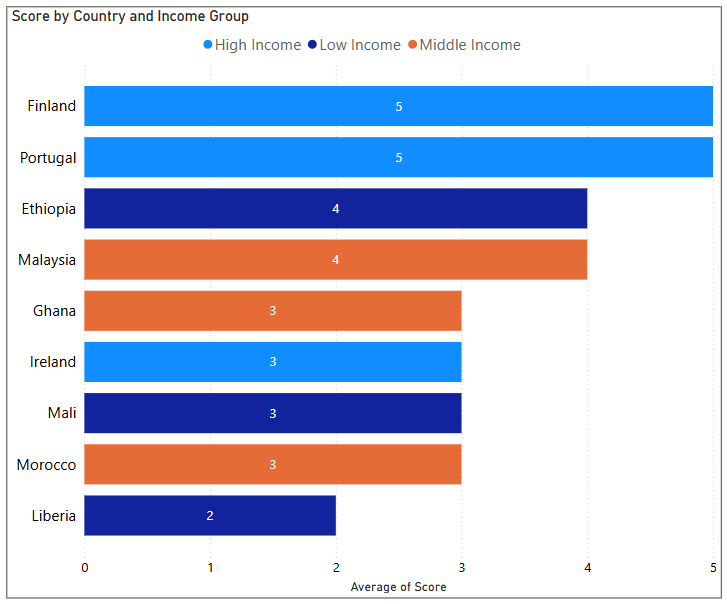 Score by Country and Income Group
High Income Low Income Middle Income
Finland 5
Portugal 5
Ethiopia 4
Malaysia 4
Ghana 3
Ireland 3
Mali 3
Morocco 3
Liberia 2
0 1 2 3 4 5
Average of Score